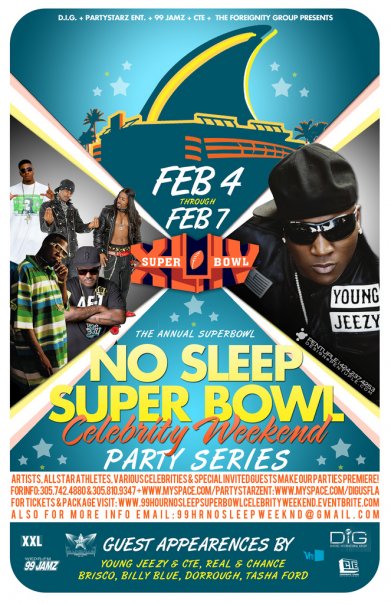 D.I.G. + PARTYSTARZ ENT. + 99 JAMZ + CTE + THE FOREIGNITY GROUP PRESENTS
FEB 4
THROUGH
FEB 7
XLIV
SUPER BOWL
YOUNG
JEEZY
THE ANNUAL SUPERBOWL
NO SLEEP
SUPER BOWL
Celebrity Weekend
PARTY SERIES
ARTISTS, ALLSTAR ATHLETES, VARIOUS CELEBRITIES & SPECIAL INVITED GUESTS MAKE OUR PARTIES PREMIERE!
FOR INFO: 305.742.4880 & 305.810.9347 + WWW.MYSPACE.COM/PARTYSTARZENT: WWW.MYSPACE.COM/DIGUSFLA
FOR TICKETS & PACKAGE VISIT: WWW.99HOURNOSLEEPSUPERBOWLCELEBRITYWEEKEND.EVENTBRITE.COM
ALSO FOR MORE INFO EMAIL: 99HRNOSLEEPWEEKND@GMAIL.COM
XXL
99 JAMZ
GUEST APPEARENCES BY
YOUNG JEEZY & CTE, REAL & CHANCE
BRISCO, BILLY BLUE, DORROUGH, TASHA FORD
Vh1
DiG
CTE